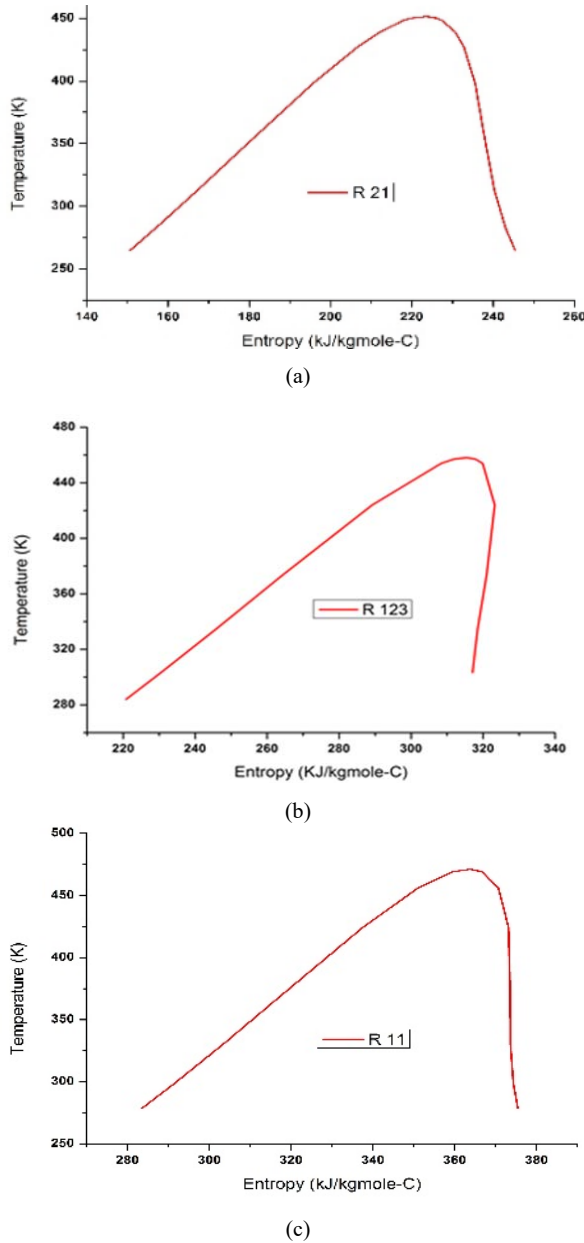 450
400
350
300
250
Temperature (K)
R 21
140 160 180 200 220 240 260
Entropy (kJ/kgmole-C)
(a)
480
440
400
360
320
280
Temperature (K)
R 123
220 240 260 280 300 320 340
Entropy (KJ/kgmole-C)
(b)
500
450
400
350
300
250
Temperature (K)
R 11
280 300 320 340 360 380
Entropy (kJ/kgmole-C)
(c)